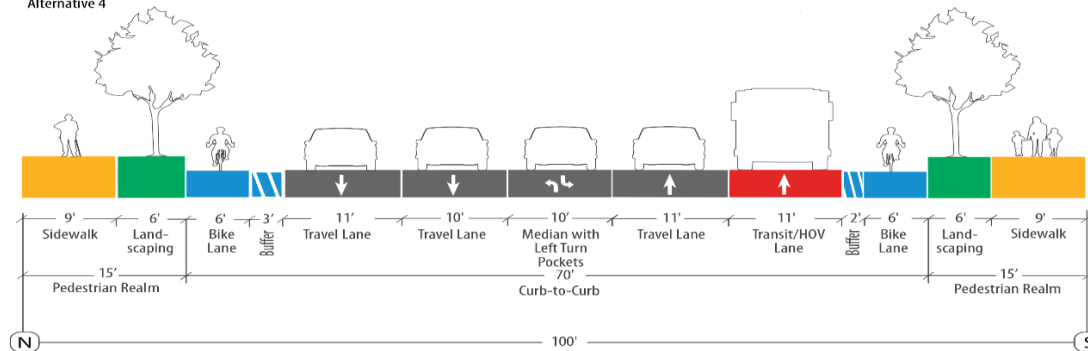 Alternative 4
9' 6' 6' 3' 11' 10' 10' 11' 11' 2' 6' 6' 9'
Sidewalk
Land-
scaping
Bike
Lane
Buffer
Travel Lane
Travel Lane
Median with
Left Turn
Pockets
Travel Lane
Transit/HOV
Lane
Buffer
Bike
Lane
Land-
scaping
Sidewalk
15'
Pedestrian Realm
70'
Curb-to-Curb
15'
Pedestrian Realm
N
100'